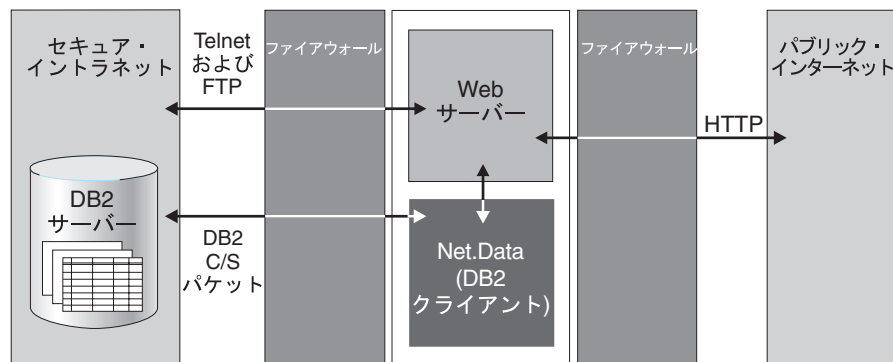 セキュア・
イントラネット
Telnet
および
FTP
ファイアウォール
Web
サーバー
ファイアウォール
パブリック・
インターネット
HTTP
DB2
サーバー
DB2
C/S
パケット
Net.Data
(DB2
クライアント)